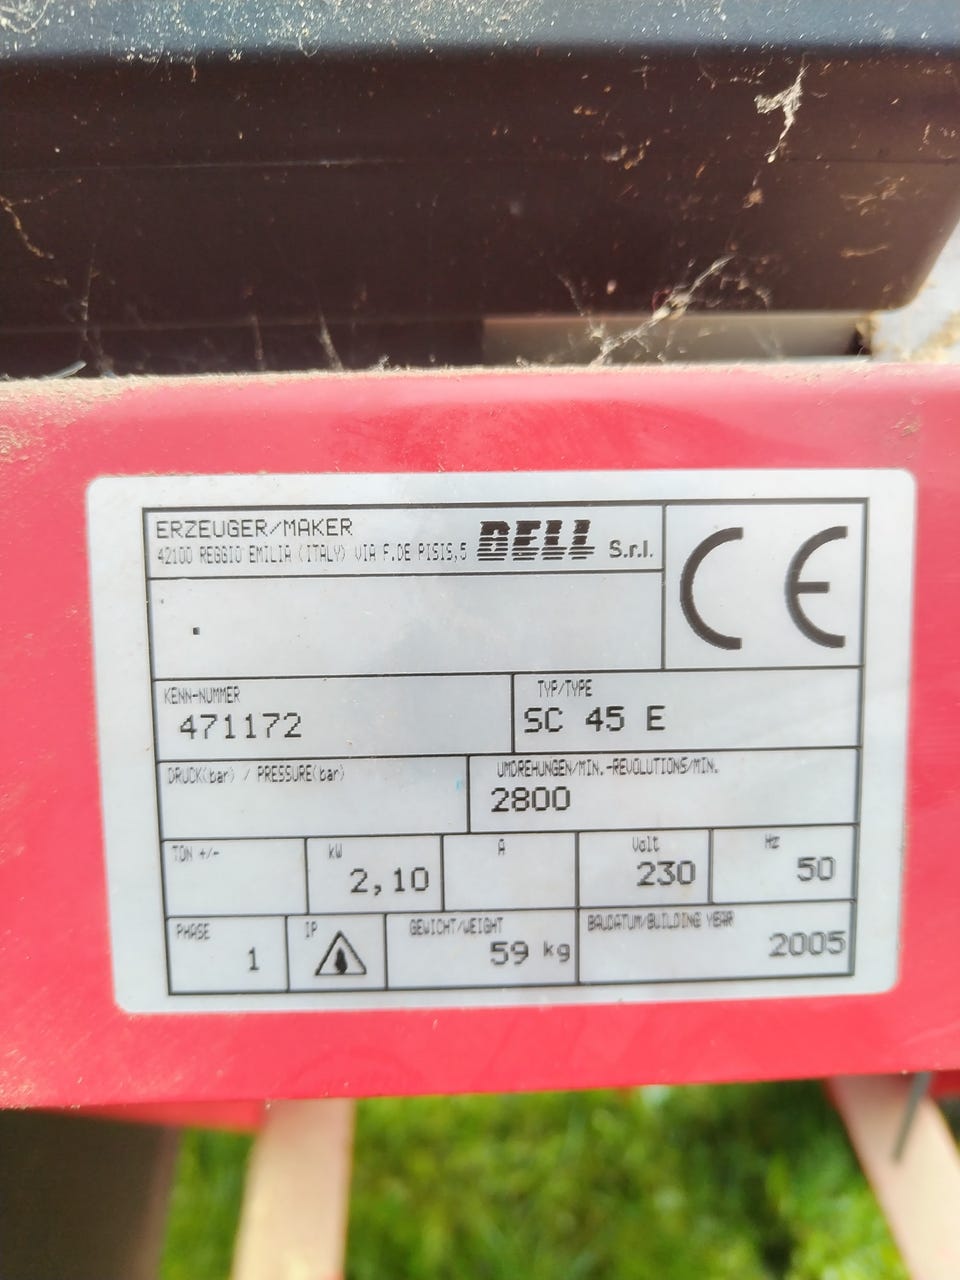 ERZEUGER/MAKER
42100 REGGIO EMILIA (ITALY) VIA F.DE PISIS,5
BELL S.r.l.
CE
KENN-NUMMER
471172
TYP/TYPE
SC 45 E
DRUCK(bar) / PRESSURE(bar)
UMDREHUNGEN/MIN.-REVOLUTIONS/MIN.
2800
TON +/-
kW
2,10
A
Volt
230
Hz
50
PHASE
1
IP
GEWICHT/WEIGHT
59 kg
BAUDATUM/BUILDING YEAR
2005